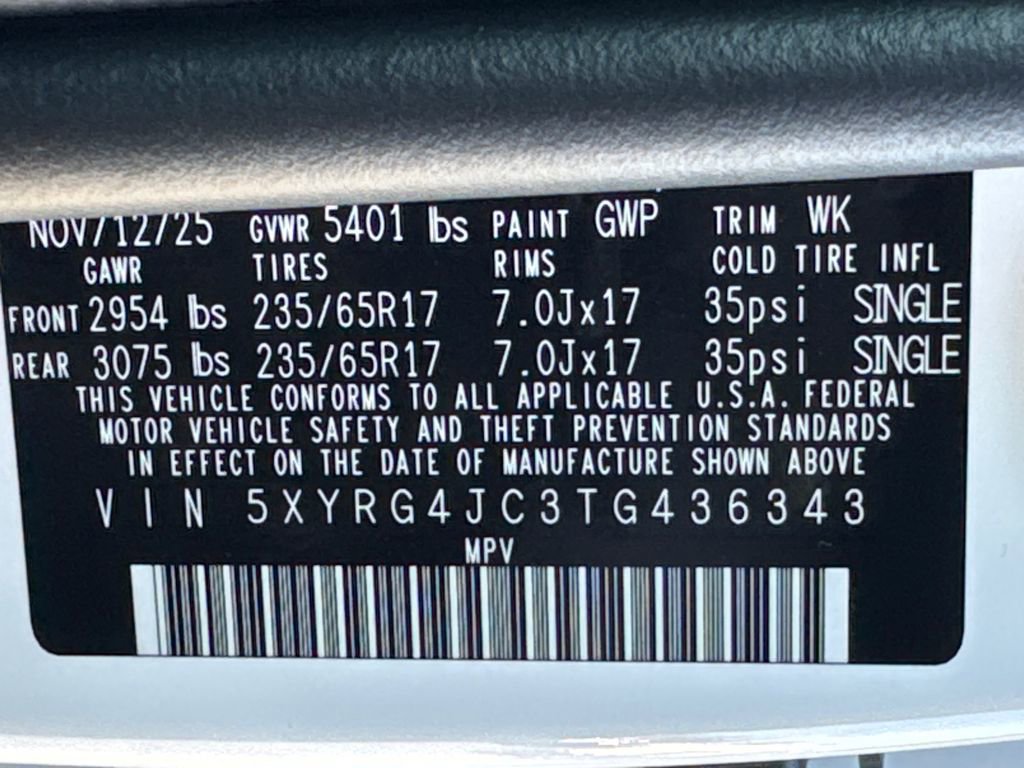 NOV/12/25 GVWR 5401 lbs PAINT GWP TRIM WK
GAWR TIRES RIMS COLD TIRE INFL
FRONT 2954 lbs 235/65R17 7.0Jx17 35psi SINGLE
REAR 3075 lbs 235/65R17 7.0Jx17 35psi SINGLE
THIS VEHICLE CONFORMS TO ALL APPLICABLE U.S.A. FEDERAL
MOTOR VEHICLE SAFETY AND THEFT PREVENTION STANDARDS
IN EFFECT ON THE DATE OF MANUFACTURE SHOWN ABOVE
VIN 5XYRG4JC3TG436343
MPV